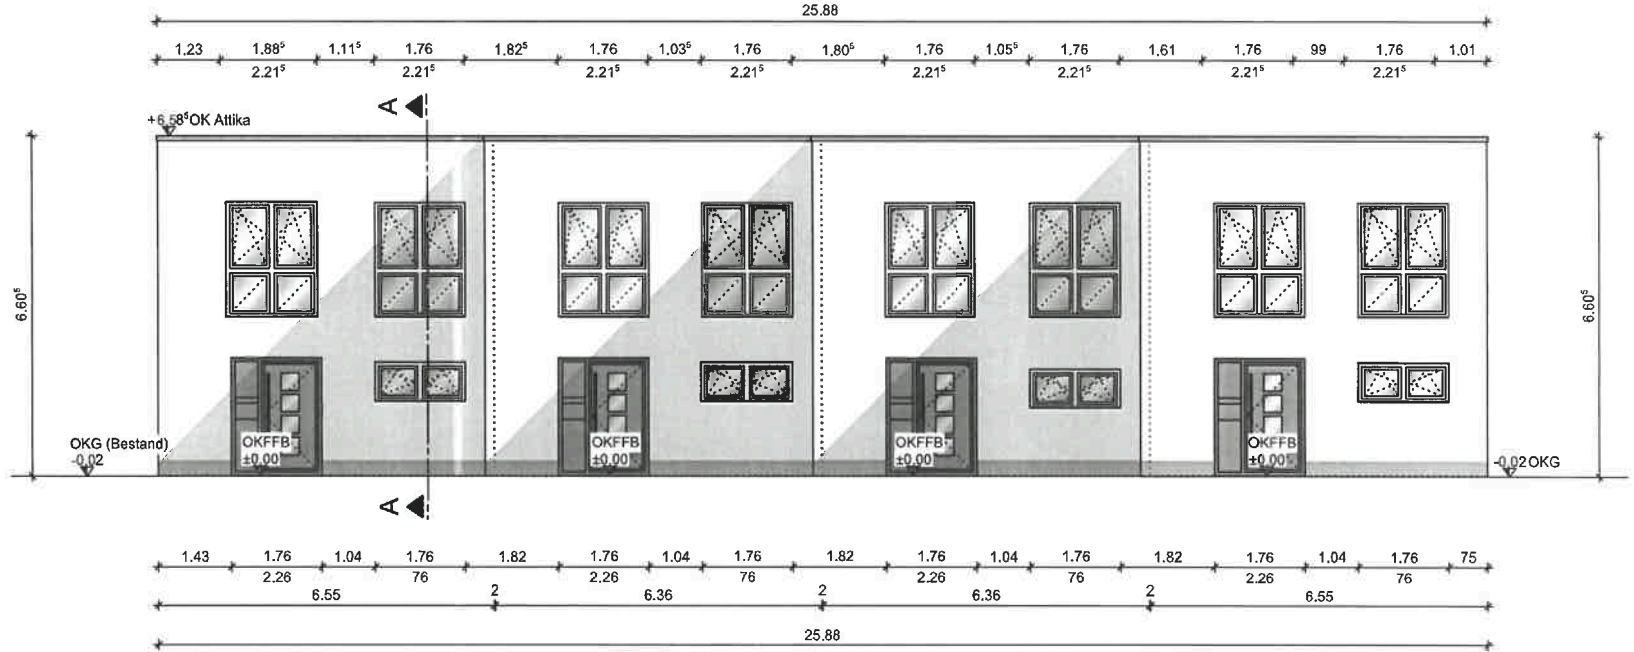 25.88
1,23 1.88⁵ 1.11⁵ 1.76 1.82⁵ 1.76 1.03⁵ 1,76 1,80⁵ 1,76 1.05⁵ 1.76 1.61 1.76 99 1,76 1.01
2.21⁵ 2.21⁵ 2.21⁵ 2.21⁵ 2.21⁵ 2.21⁵ 2.21⁵ 2.21⁵
A
+6,58⁵OK Attika
6.60⁵
6.60⁵
OKG (Bestand)
-0,02
OKFFB
±0.00
OKFFB
±0,00
OKFFB
±0,00
OKFFB
±0,00
-0,02 OKG
A
1.43 1.76 1.04 1.76 1.82 1.76 1.04 1.76 1.82 1.76 1.04 1.76 1.82 1.76 1.04 1.76 75
2.26 76 2.26 76 2.26 76 2.26 76
6.55 2 6.36 2 6.36 2 6.55
25.88